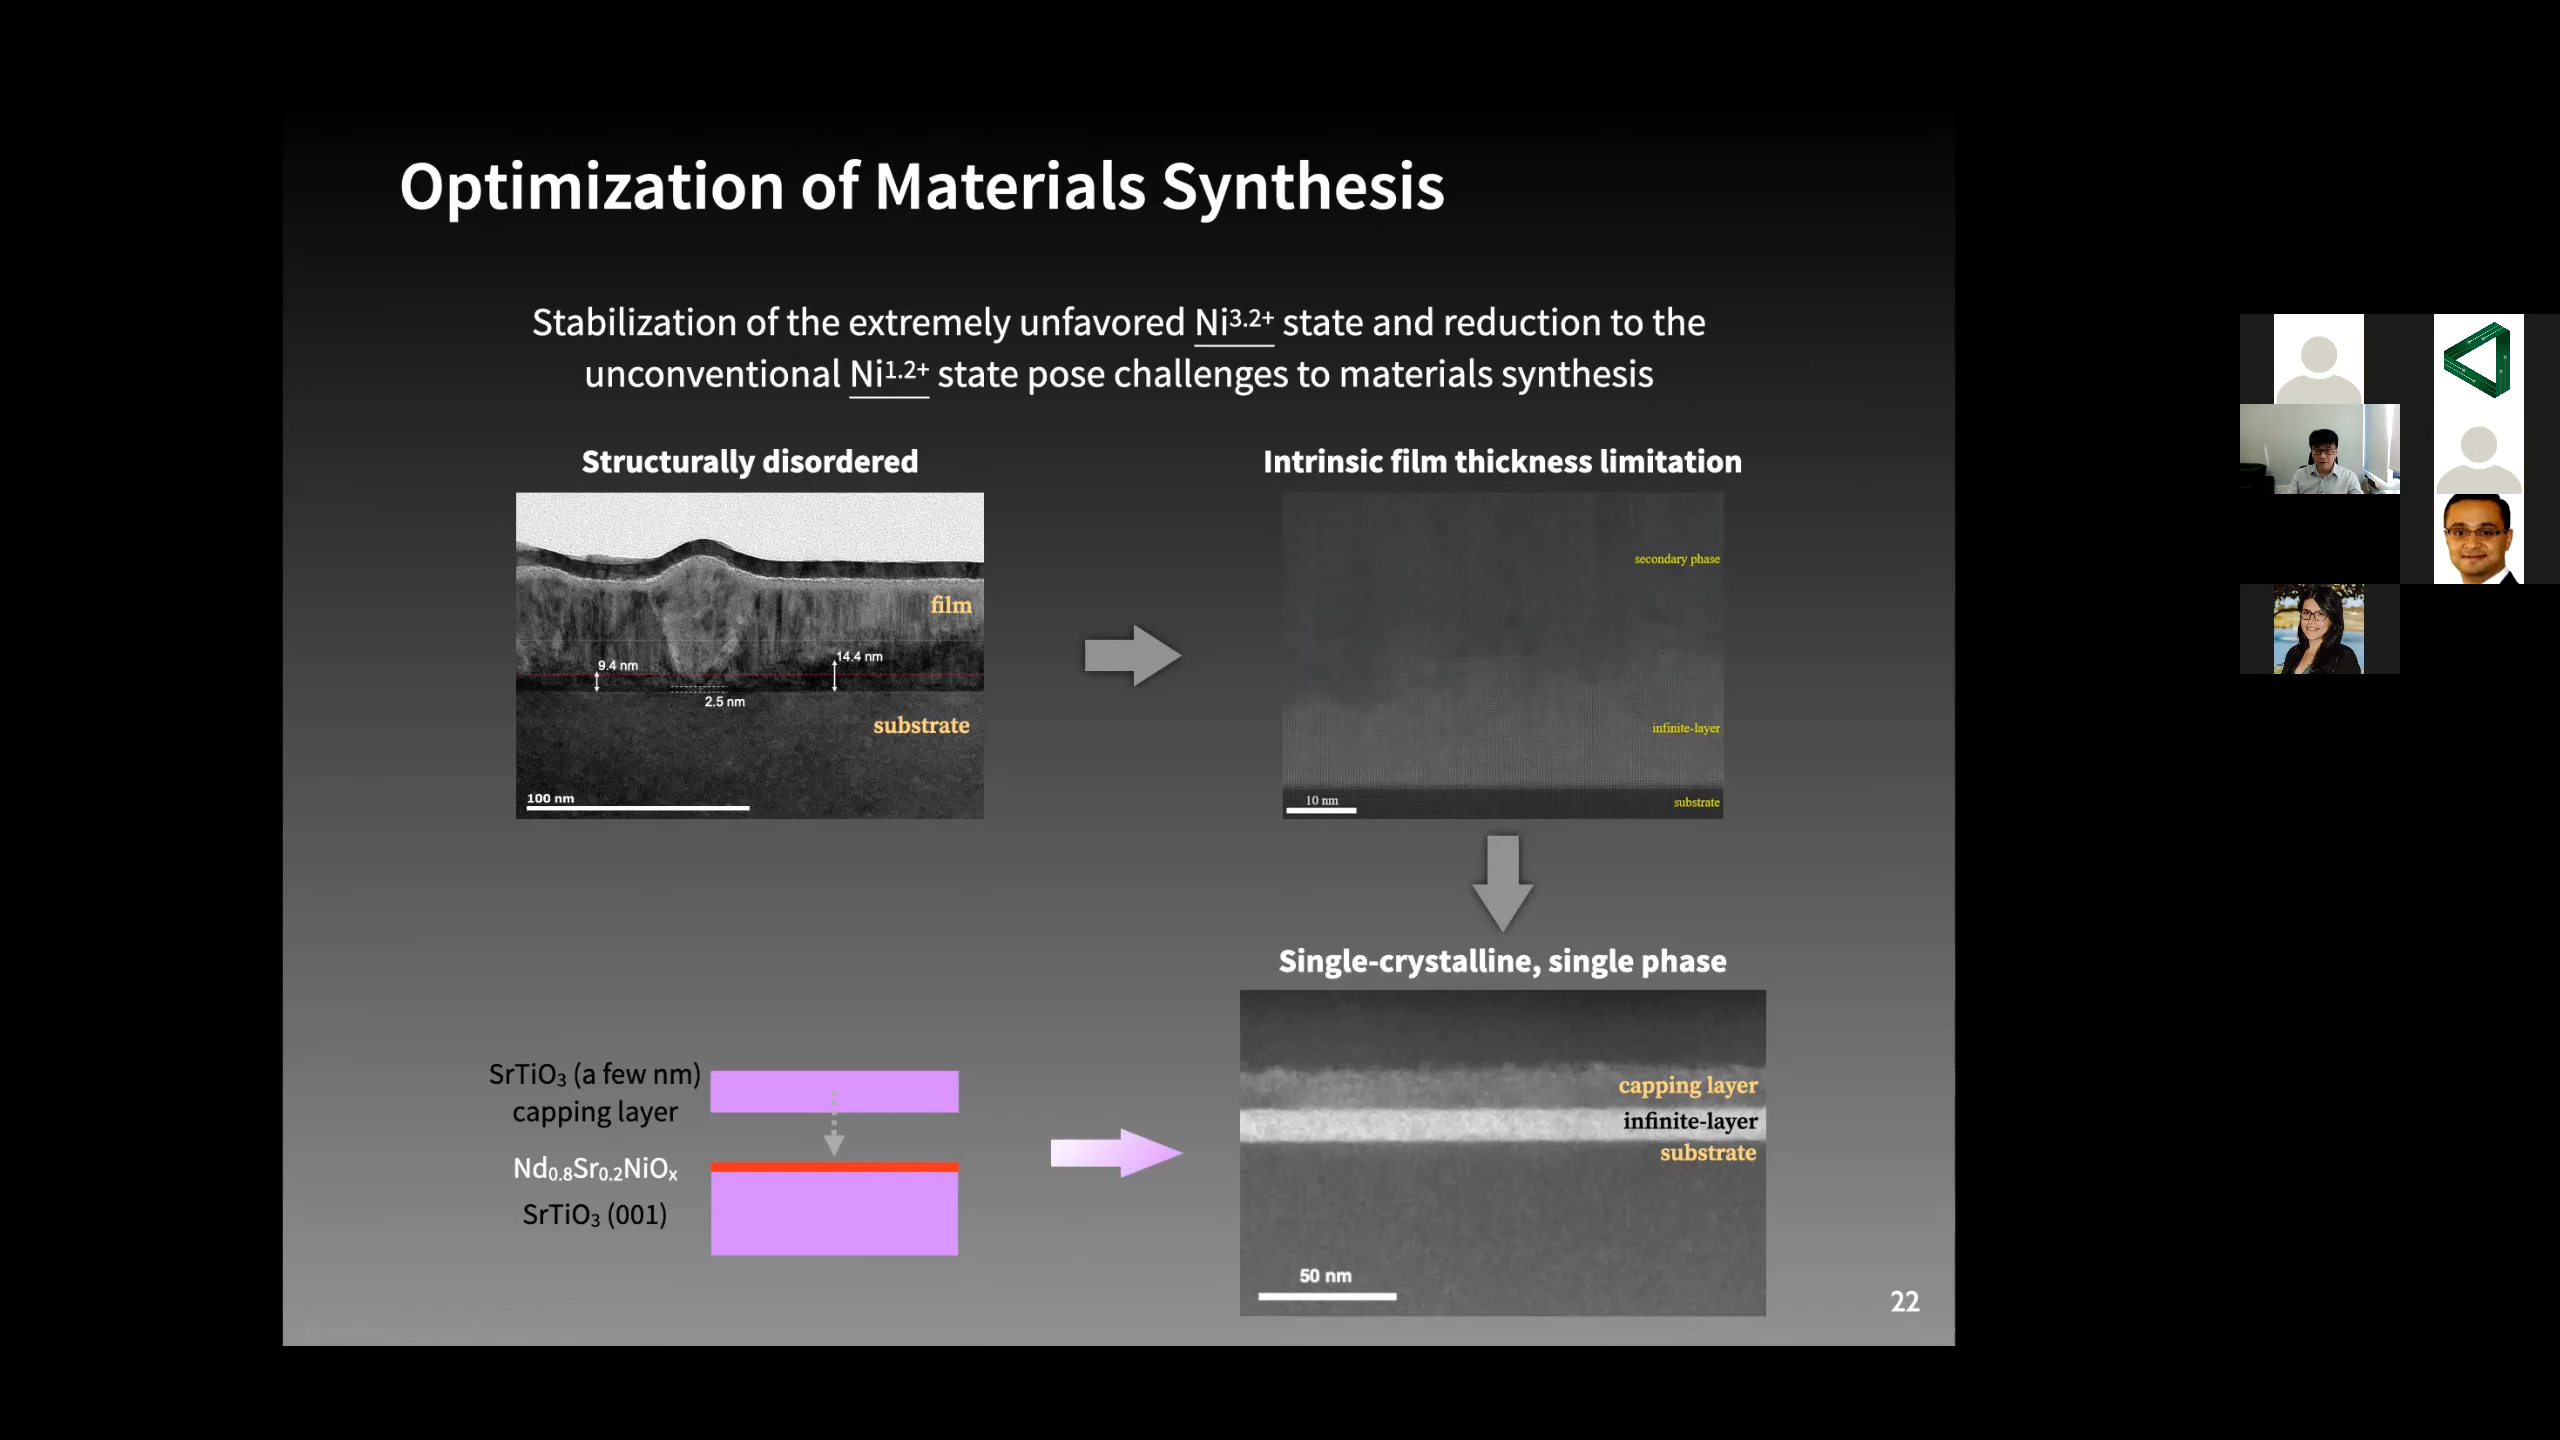 Optimization of Materials Synthesis
Stabilization of the extremely unfavored Ni3.2+ state and reduction to the
unconventional Ni1.2+ state pose challenges to materials synthesis
Structurally disordered
film
9.4 nm
14.4 nm
2.5 nm
substrate
100 nm
Intrinsic film thickness limitation
secondary phase
infinite-layer
10 nm
substrate
Single-crystalline, single phase
capping layer
infinite-layer
substrate
50 nm
SrTiO3 (a few nm)
capping layer
Nd0.8Sr0.2NiOx
SrTiO3 (001)
22